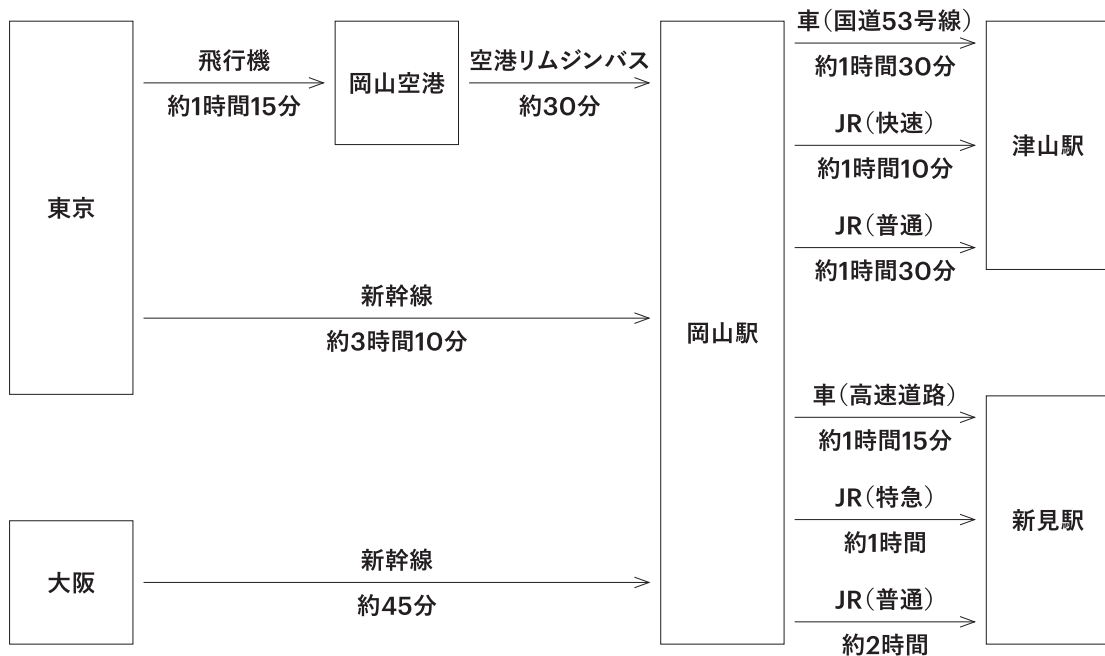 東京
飛行機
約1時間15分
岡山空港
空港リムジンバス
約30分
新幹線
約3時間10分
大阪
新幹線
約45分
岡山駅
車（国道53号線）
約1時間30分
JR（快速）
約1時間10分
JR（普通）
約1時間30分
津山駅
車（高速道路）
約1時間15分
JR（特急）
約1時間
JR（普通）
約2時間
新見駅